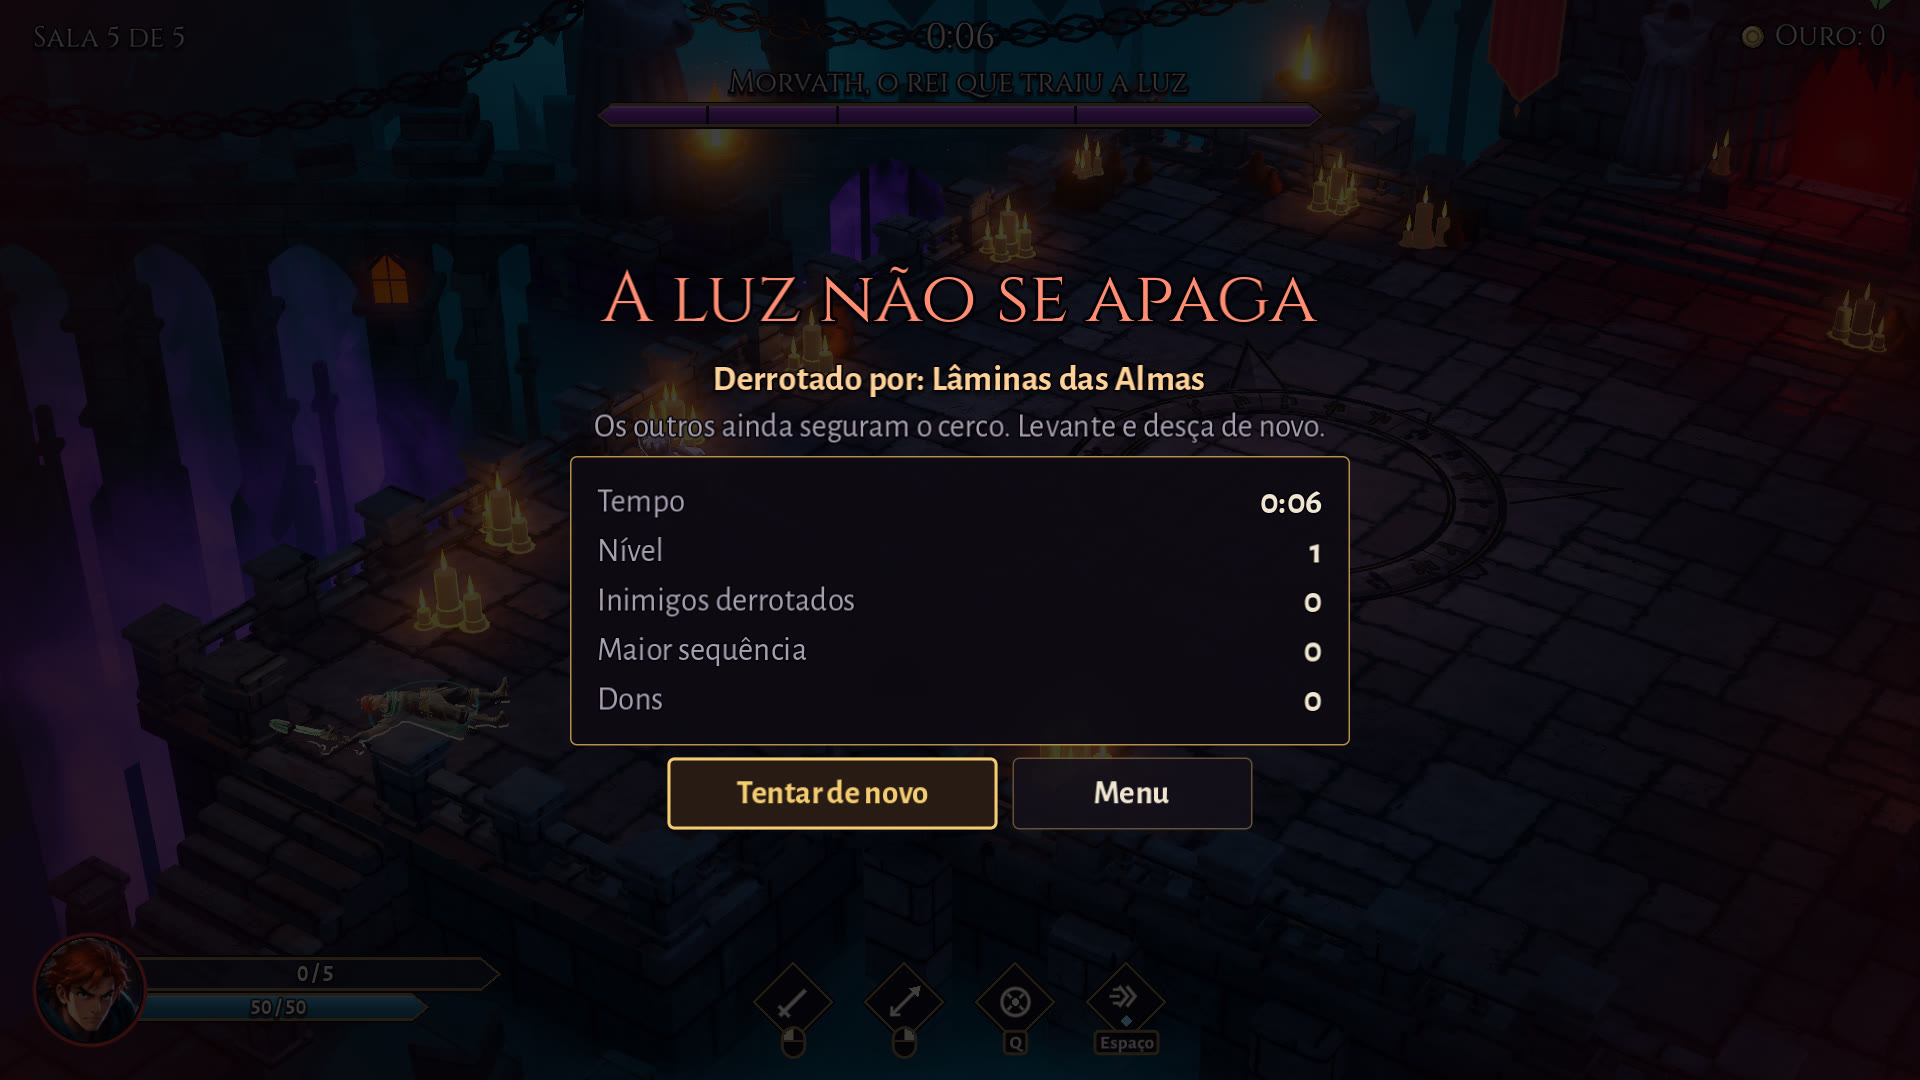 Sala 5 de 5
0:06
Ouro: 0
Morvath, o rei que traiu a luz
A luz não se apaga
Derrotado por: Lâminas das Almas
Os outros ainda seguram o cerco. Levante e desça de novo.
Tempo 0:06
Nível 1
Inimigos derrotados 0
Maior sequência 0
Dons 0
Tentar de novo Menu
0/5
50/50
Q
Espaço